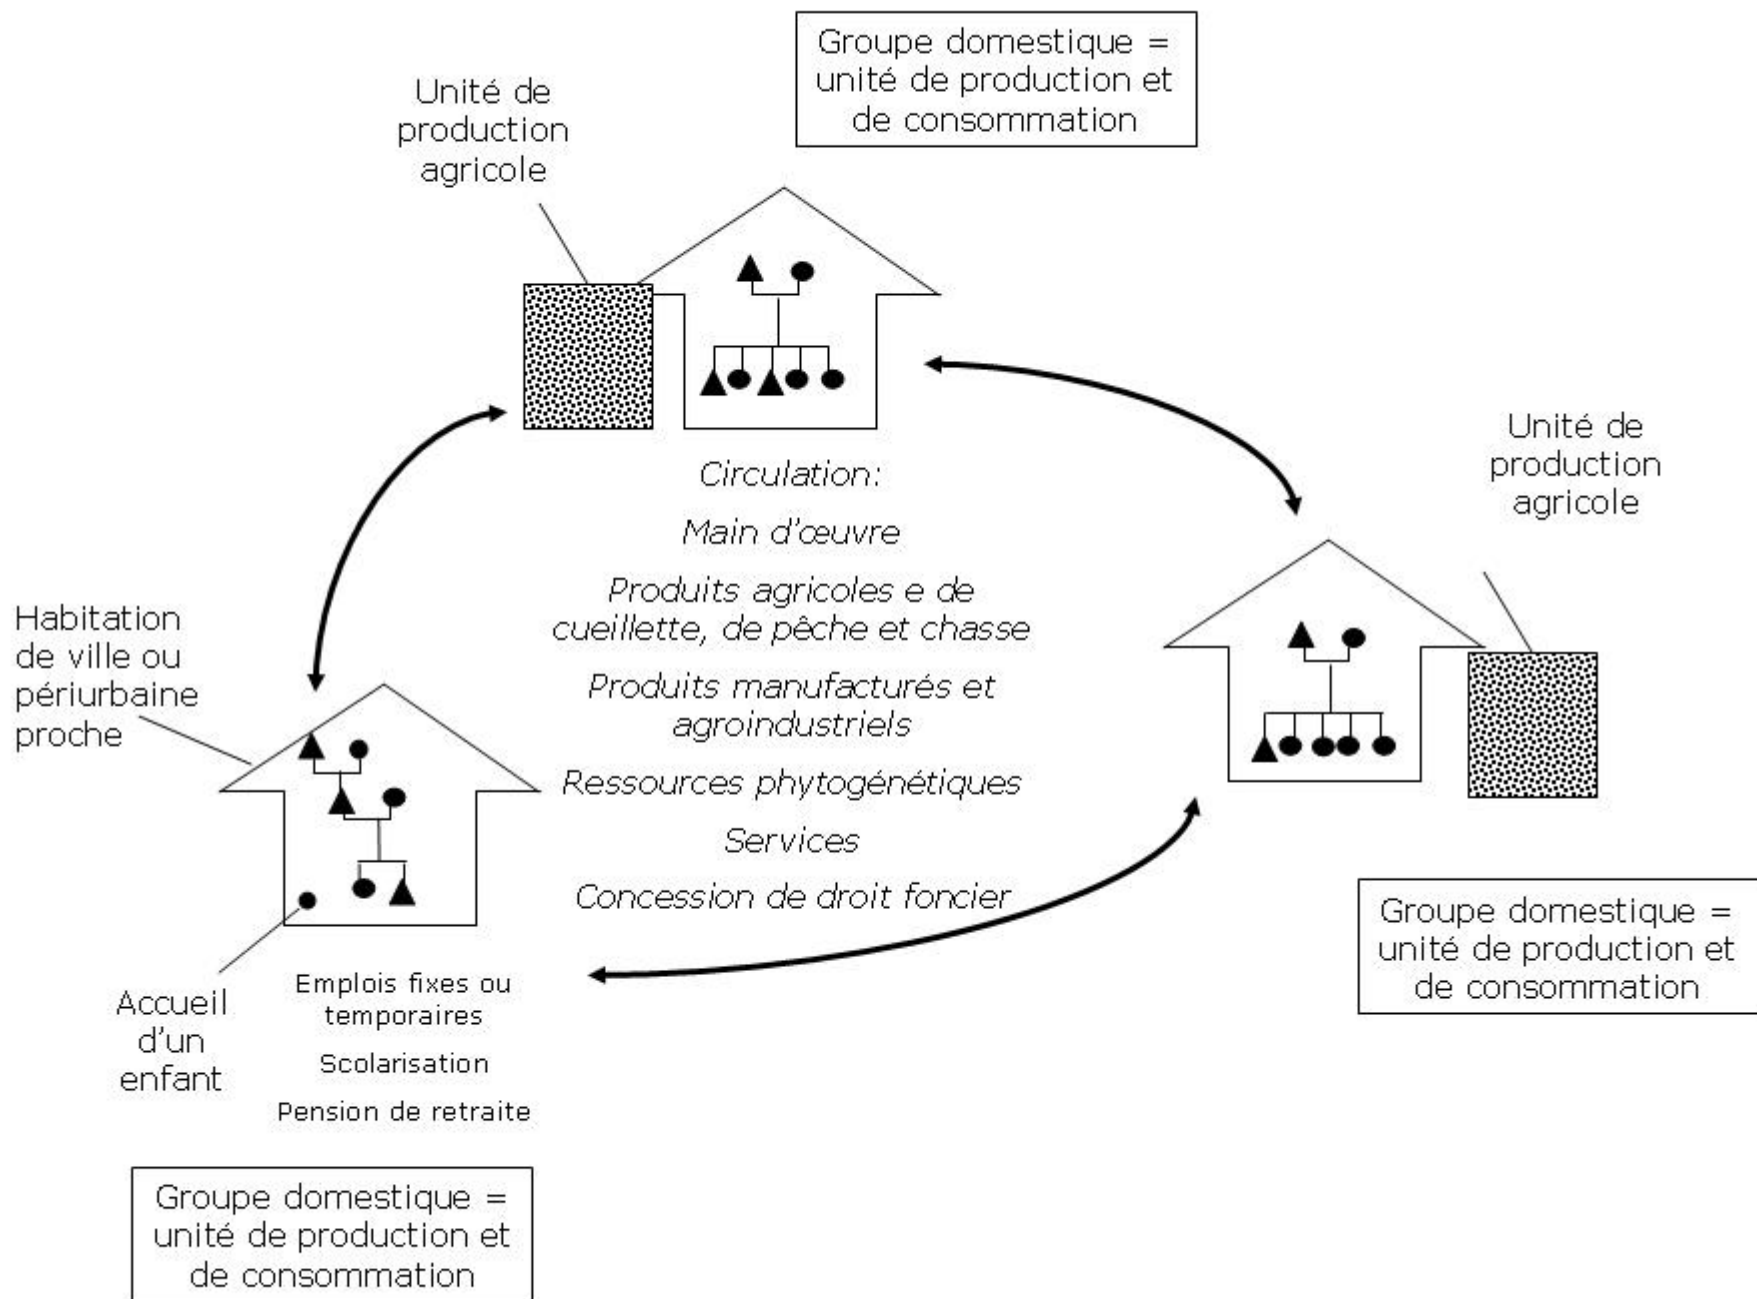 Groupe domestique =
unité de production et
de consommation
Unité de
production
agricole
Circulation:
Main d'œuvre
Produits agricoles e de
cueillette, de pêche et chasse
Produits manufacturés et
agroindustriels
Ressources phytogénétiques
Services
Concession de droit foncier
Unité de
production
agricole
Habitation
de ville ou
périurbaine
proche
Accueil
d'un
enfant
Emplois fixes ou
temporaires
Scolarisation
Pension de retraite
Groupe domestique =
unité de production et
de consommation
Groupe domestique =
unité de production et
de consommation